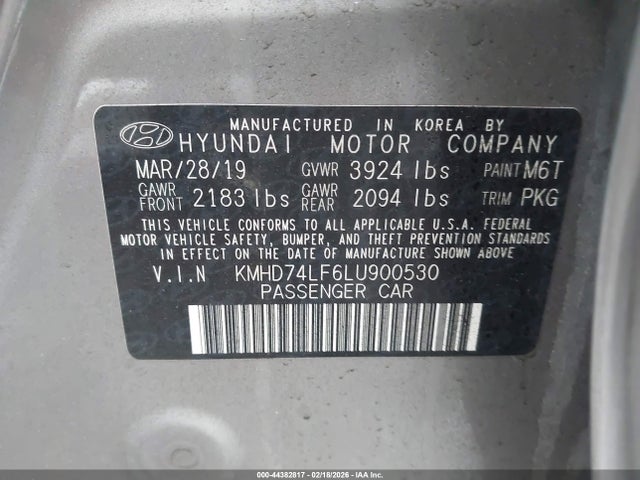 MANUFACTURED IN KOREA BY
HYUNDAI MOTOR COMPANY
MAR/28/19 GVWR 3924 lbs PAINT M6T
GAWR FRONT 2183 lbs GAWR REAR 2094 lbs TRIM PKG
THIS VEHICLE CONFORMS TO ALL APPLICABLE U.S.A. FEDERAL
MOTOR VEHICLE SAFETY, BUMPER, AND THEFT PREVENTION
STANDARDS IN EFFECT ON THE DATE OF MANUFACTURE SHOWN ABOVE
V.I.N KMHD74LF6LU900530
PASSENGER CAR
000-44382817 - 02/18/2026 - IAAI.COM